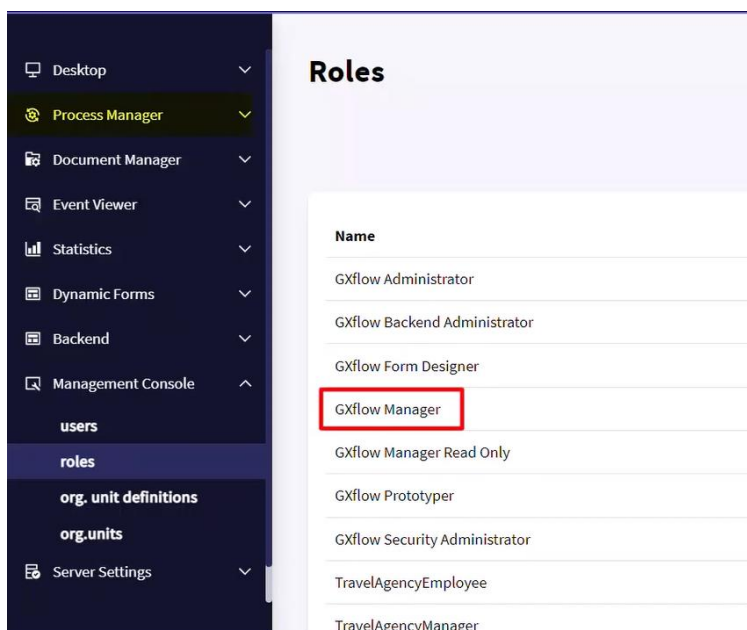 Desktop
Process Manager
Document Manager
Event Viewer
Statistics
Dynamic Forms
Backend
Management Console
users
roles
org. unit definitions
org.units
Server Settings
Roles
Name
GXflow Administrator
GXflow Backend Administrator
GXflow Form Designer
GXflow Manager
GXflow Manager Read Only
GXflow Prototyper
GXflow Security Administrator
TravelAgencyEmployee
TravelAgencyManager